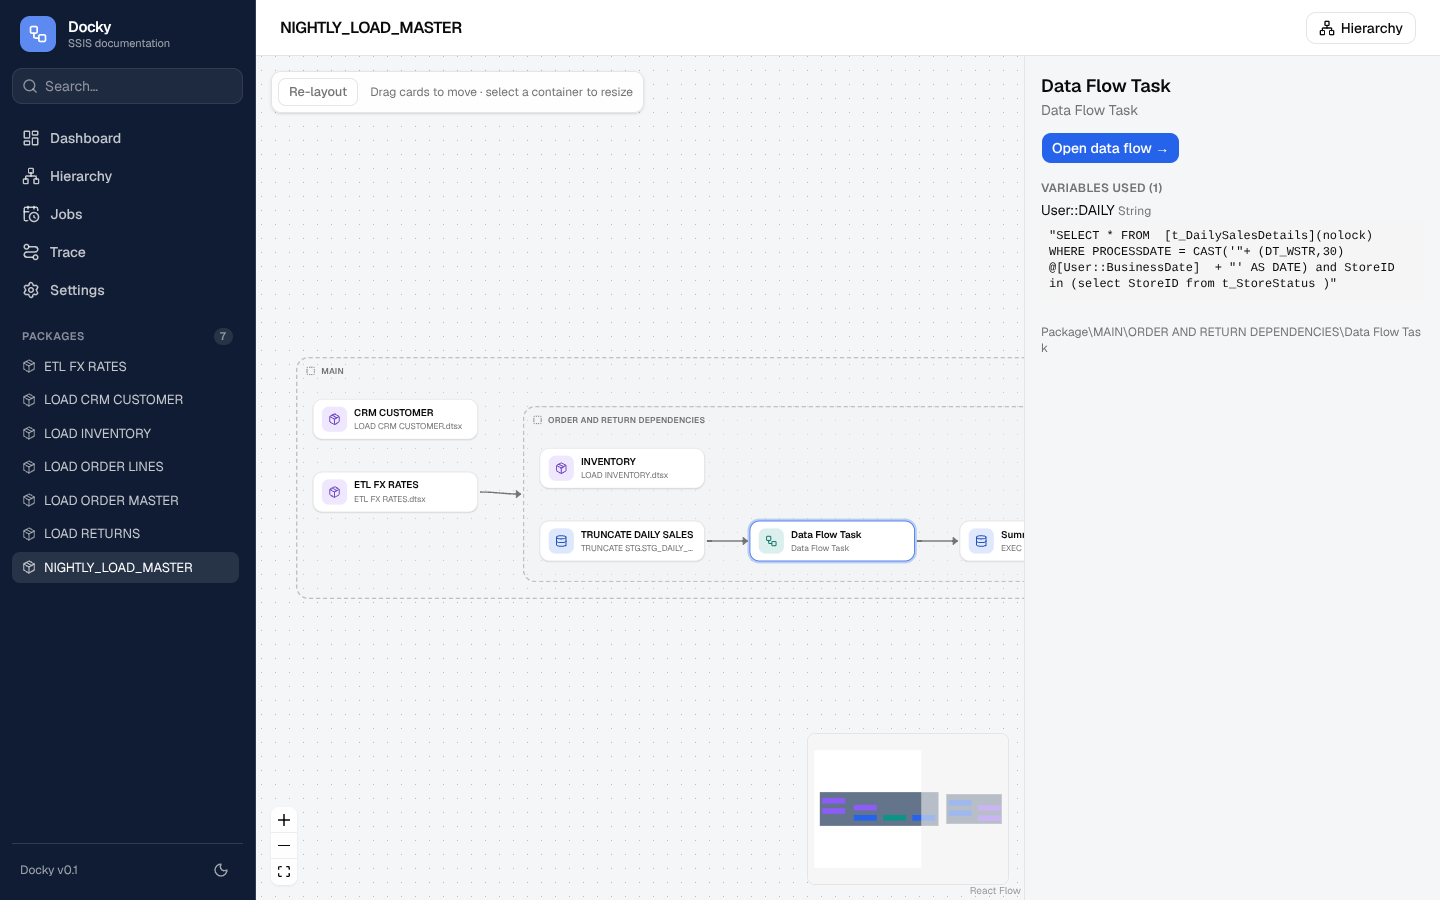 Docky
SSIS documentation
Search...
Dashboard
Hierarchy
Jobs
Trace
Settings
PACKAGES 7
ETL FX RATES
LOAD CRM CUSTOMER
LOAD INVENTORY
LOAD ORDER LINES
LOAD ORDER MASTER
LOAD RETURNS
NIGHTLY_LOAD_MASTER
Docky v0.1
NIGHTLY_LOAD_MASTER
Hierarchy
Re-layout
Drag cards to move · select a container to resize
MAIN
CRM CUSTOMER
LOAD CRM CUSTOMER.dtsx
ETL FX RATES
ETL FX RATES.dtsx
ORDER AND RETURN DEPENDENCIES
INVENTORY
LOAD INVENTORY.dtsx
TRUNCATE DAILY SALES
TRUNCATE STG.STG_DAILY_...
Data Flow Task
Data Flow Task
EXEC
React Flow
Data Flow Task
Data Flow Task
Open data flow →
VARIABLES USED (1)
User::DAILY String
"SELECT * FROM  [t_DailySalesDetails](nolock)
WHERE PROCESSDATE = CAST('"+ (DT_WSTR,30)
@[User::BusinessDate]  + "' AS DATE) and StoreID
in (select StoreID from t_StoreStatus )"
Package\MAIN\ORDER AND RETURN DEPENDENCIES\Data Flow Tas
k